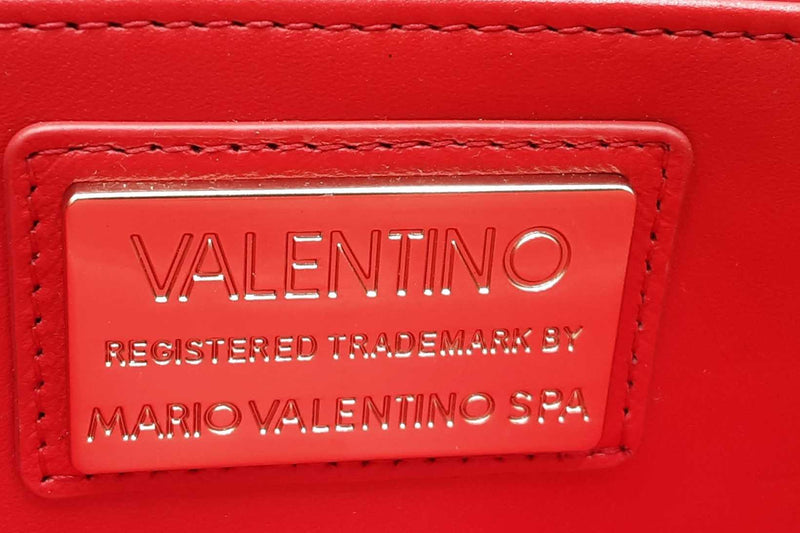 VALENTINO
REGISTERED TRADEMARK BY
MARIO VALENTINO SPA